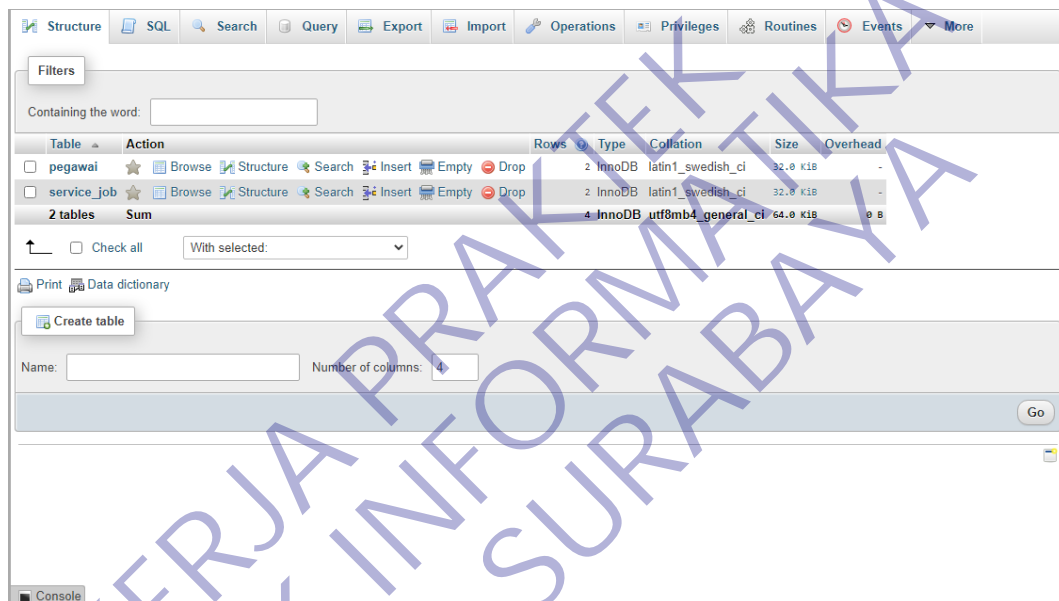 Structure SQL Search Query Export Import Operations Privileges Routines Events More
Filters
Containing the word:
Table Action Rows Type Collation Size Overhead
pegawai Browse Structure Search Insert Empty Drop 2 InnoDB latin1_swedish_ci 32.0 KiB -
service_job Browse Structure Search Insert Empty Drop 2 InnoDB latin1_swedish_ci 32.0 KiB -
2 tables Sum 4 InnoDB utf8mb4_general_ci 64.0 KiB 0 B
Check all With selected:
Print Data dictionary
Create table
Name: Number of columns: 4
Go
Console
ERJA PRAKTEK
K INFORMATIKA
SURABAYA